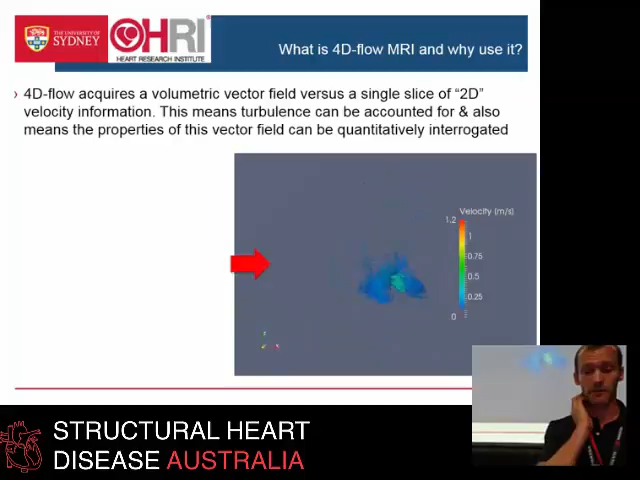 THE UNIVERSITY OF
SYDNEY
HRI
HEART RESEARCH INSTITUTE
What is 4D-flow MRI and why use it?
› 4D-flow acquires a volumetric vector field versus a single slice of “2D”
velocity information. This means turbulence can be accounted for & also
means the properties of this vector field can be quantitatively interrogated
Velocity [m/s]
1.2
1
0.75
0.5
0.25
0
STRUCTURAL HEART
DISEASE AUSTRALIA